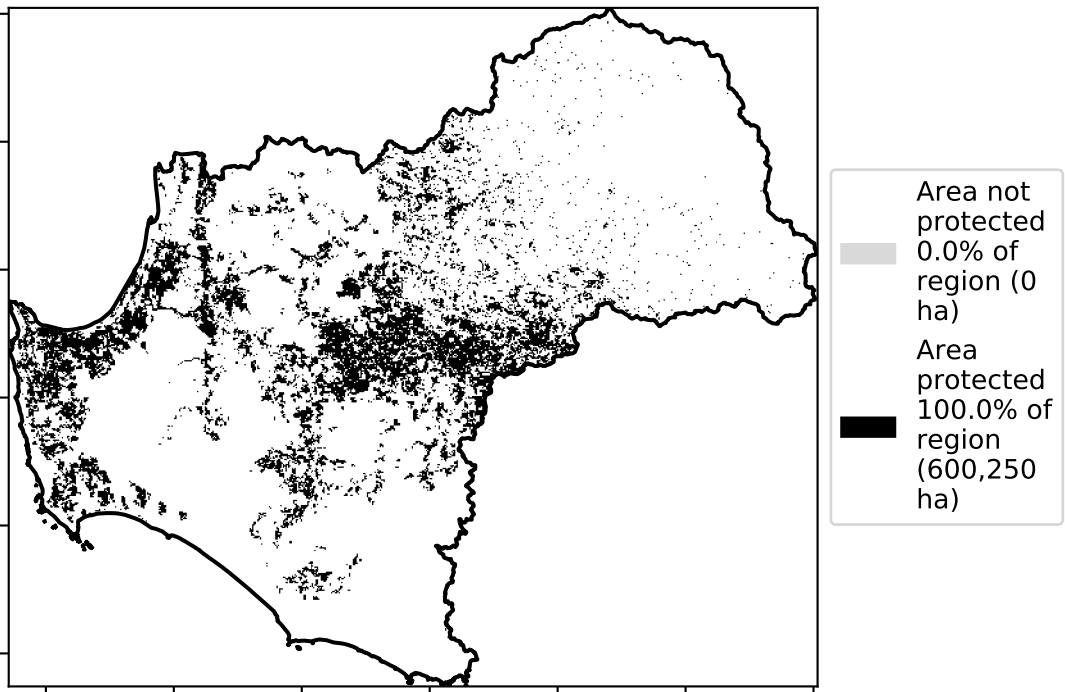 Area not
protected
0.0% of
region (0
ha)
Area
protected
100.0% of
region
(600,250
ha)